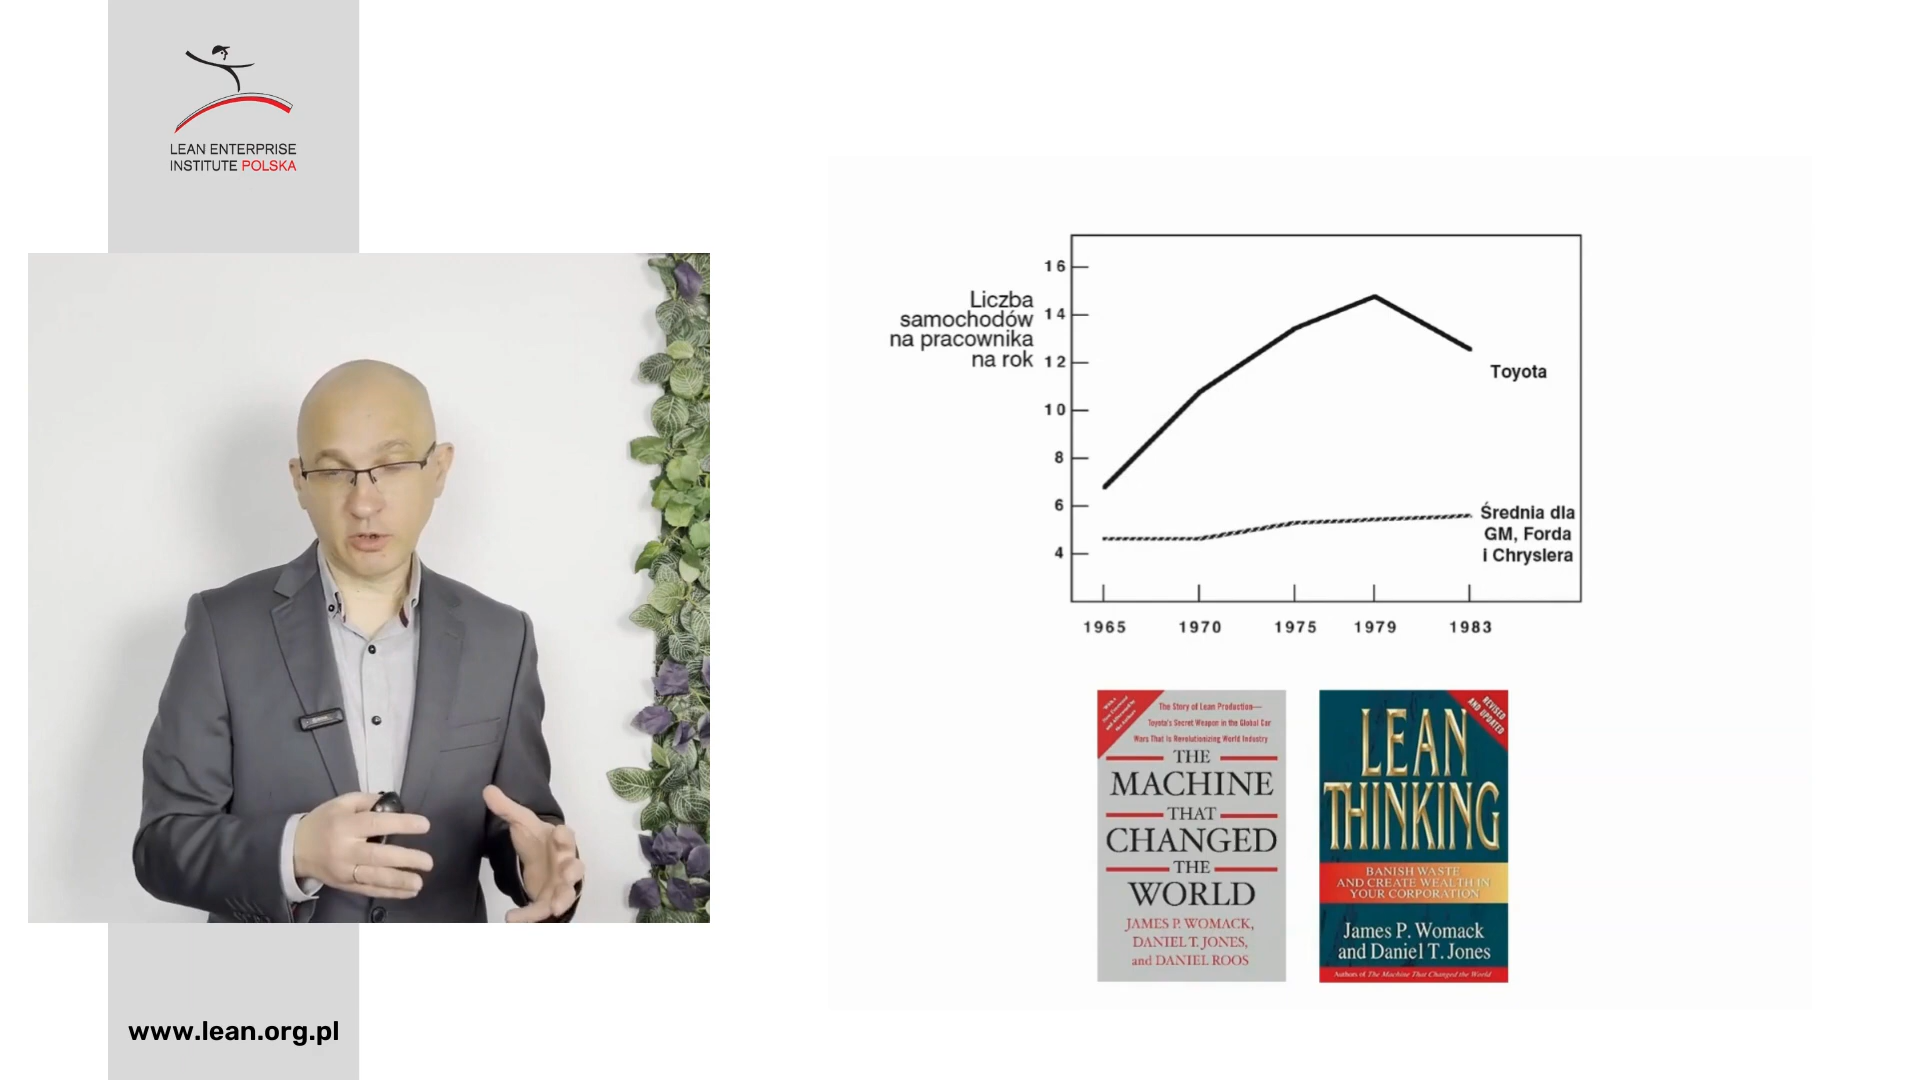 LEAN ENTERPRISE
INSTITUTE POLSKA
Liczba
samochodów
na pracownika
na rok
16
14
12
10
8
6
4
Toyota
Średnia dla
GM, Forda
i Chryslera
1965 1970 1975 1979 1983
The Story of Lean Production—
Toyota's Secret Weapon in the Global Car
Wars That Is Revolutionizing World Industry
THE
MACHINE
THAT
CHANGED
THE
WORLD
JAMES P. WOMACK,
DANIEL T. JONES,
and DANIEL ROOS
REVISED
AND UPDATED
LEAN
THINKING
BANISH WASTE
AND CREATE WEALTH IN
YOUR CORPORATION
James P. Womack
and Daniel T. Jones
Authors of The Machine That Changed the World
www.lean.org.pl